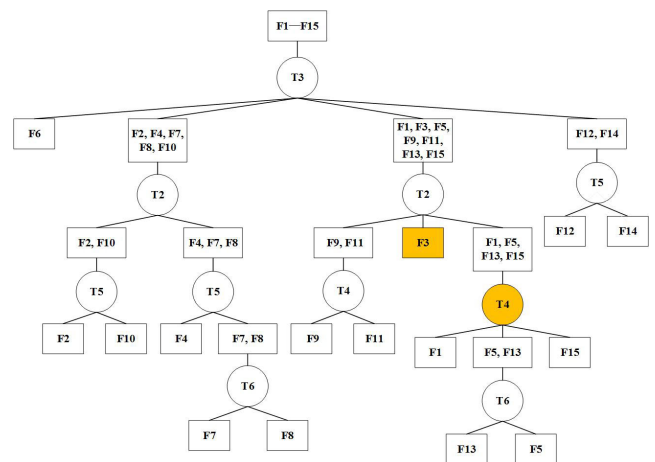 F1—F15
T3
F6
F2, F4, F7,
F8, F10
F1, F3, F5,
F9, F11,
F13, F15
F12, F14
T2
T2
T5
F2, F10
F4, F7, F8
F9, F11
F3
F1, F5,
F13, F15
F12
F14
T5
T5
T4
T4
F2
F10
F4
F7, F8
F9
F11
F1
F5, F13
F15
T6
T6
F7
F8
F13
F5